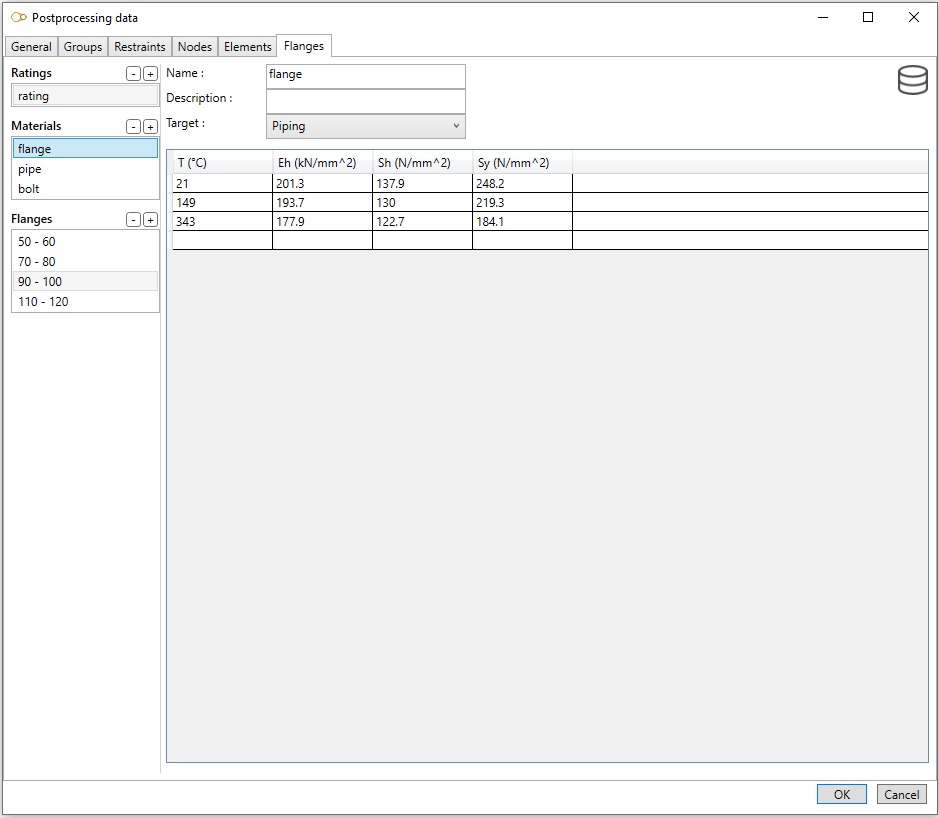 Postprocessing data
General Groups Restraints Nodes Elements Flanges
Ratings - +
rating
Materials - +
flange
pipe
bolt
Flanges - +
50 - 60
70 - 80
90 - 100
110 - 120
Name : flange
Description :
Target : Piping
T (°C) Eh (kN/mm^2) Sh (N/mm^2) Sy (N/mm^2)
21 201.3 137.9 248.2
149 193.7 130 219.3
343 177.9 122.7 184.1
OK Cancel